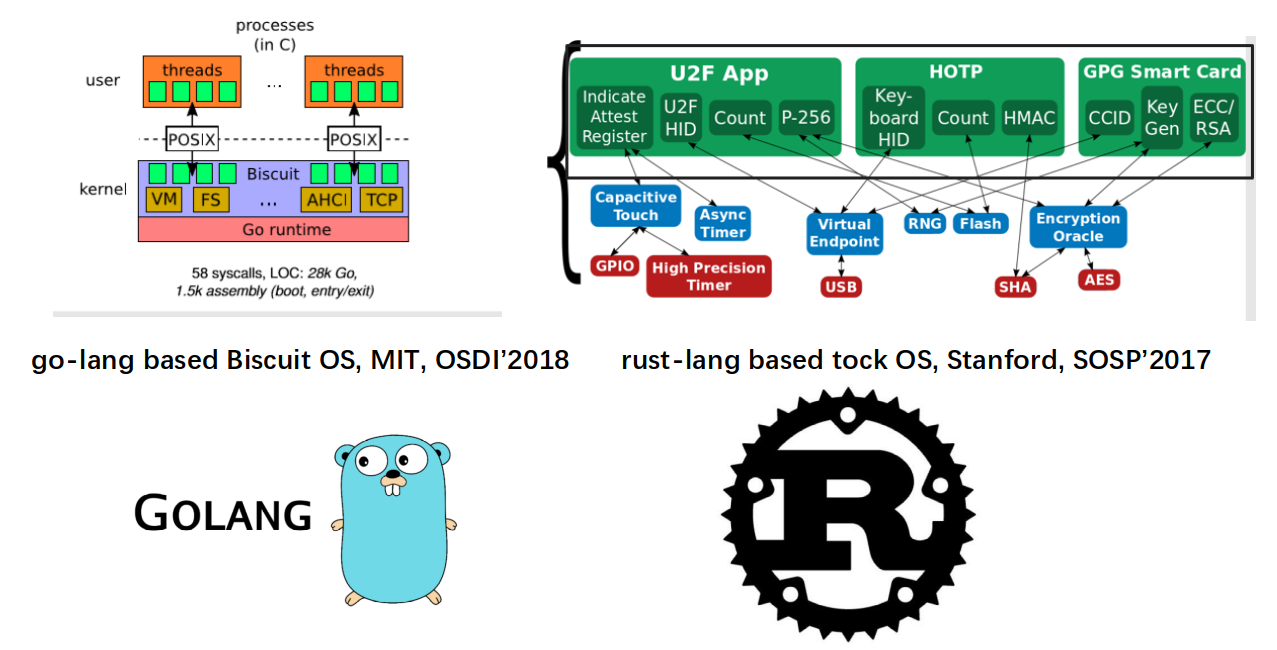 processes
(in C)
user
threads
...
threads
POSIX
POSIX
kernel
Biscuit
VM
FS
...
AHCI
TCP
Go runtime
58 syscalls, LOC: 28k Go,
1.5k assembly (boot, entry/exit)
U2F App
Indicate
Attest
Register
U2F
HID
Count
P-256
HOTP
Key-
board
HID
Count
HMAC
GPG Smart Card
CCID
Key
Gen
ECC/
RSA
Capacitive
Touch
Async
Timer
Virtual
Endpoint
RNG
Flash
Encryption
Oracle
GPIO
High Precision
Timer
USB
SHA
AES
go-lang based Biscuit OS, MIT, OSDI’2018
rust-lang based tock OS, Stanford, SOSP’2017
GOLANG
R